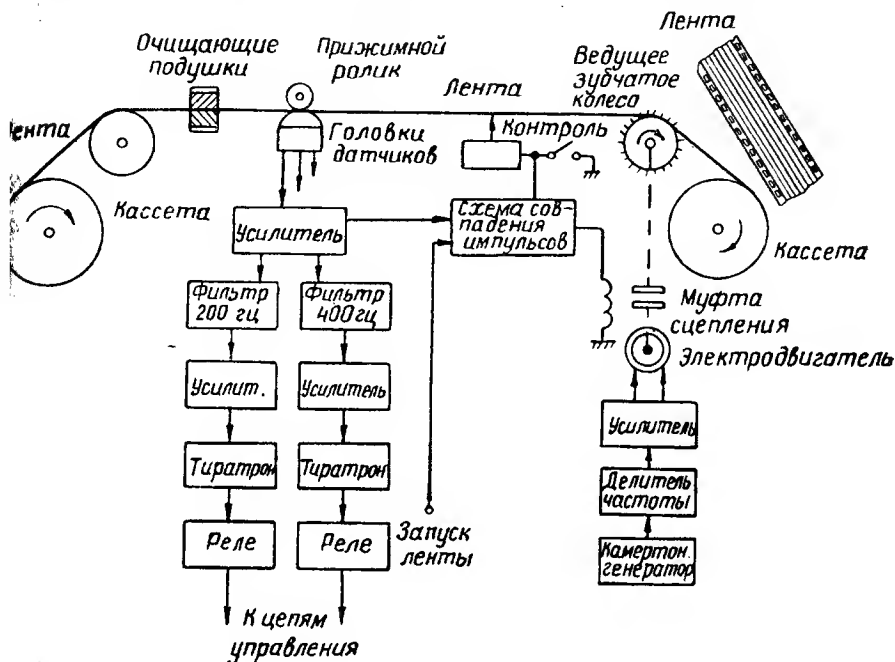 Лента
Очищающие
подушки
Прижимной
ролик
Лента
Ведущее
зубчатое
колесо
лента
Головки
датчиков
Контроль
Кассета
Усилитель
Схема сов-
падения
импульсов
Кассета
Фильтр
200 гц
Фильтр
400гц
Муфта
сцепления
Электродвигатель
Усилит.
Усилитель
Усилитель
Тиратрон
Тиратрон
Делитель
частоты
Реле
Реле
Запуск
ленты
Камертон.
генератор
К цепям
управления